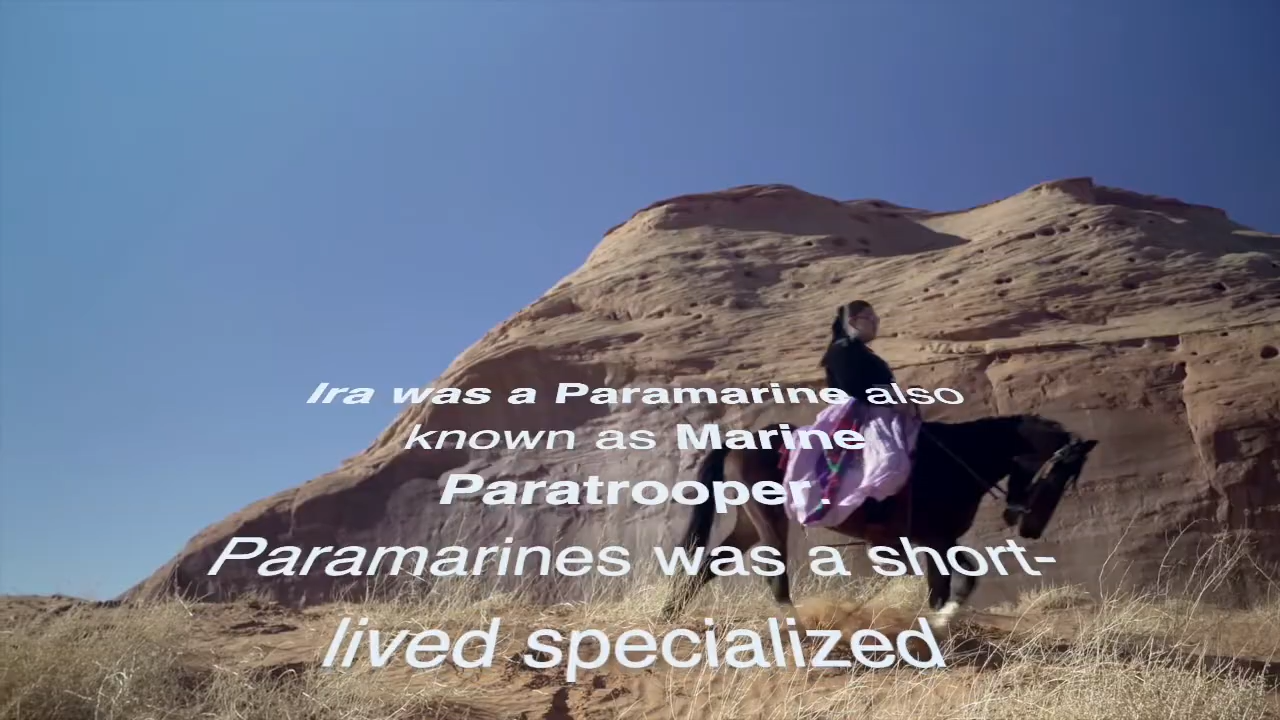 Ira was a Paramarine also
known as Marine
Paratrooper.
Paramarines was a short-
lived specialized